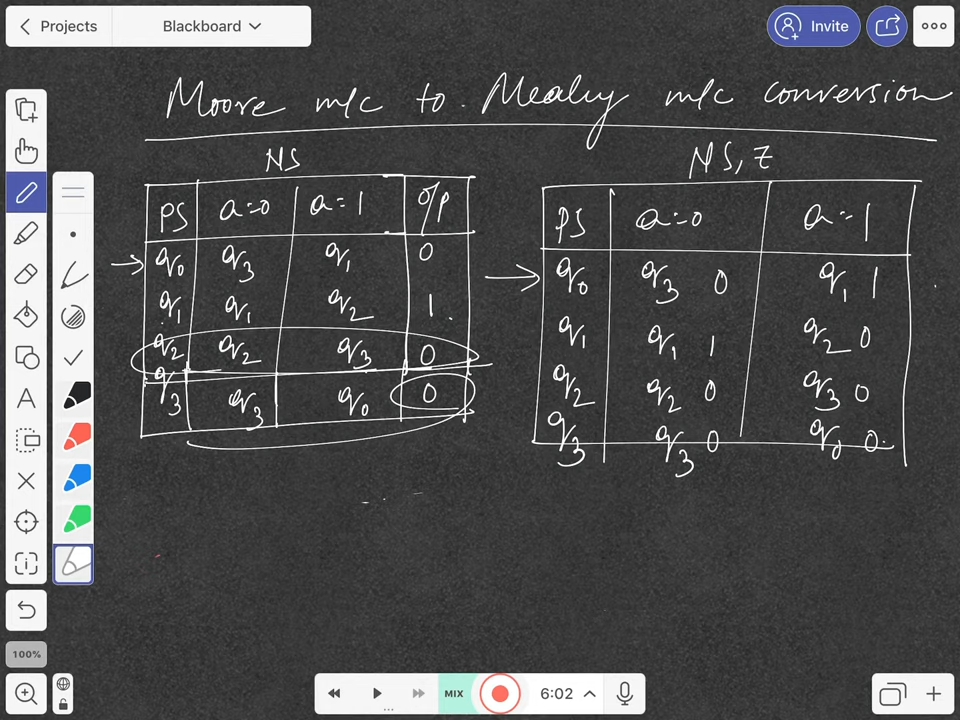 Projects Blackboard Invite
Moore m/c to. Mealy m/c conversion
NS
PS a=0 a=1 O/P
→ q0 q3 q1 0
q1 q1 q2 1.
q2 q2 q3 0
q3 q3 q0 0
NS, Z
PS a=0 a=1
→ q0 q3 0 q1 1
q1 q1 1 q2 0
q2 q2 0 q3 0
q3 q3 0 q0 0
A
100%
MIX 6:02